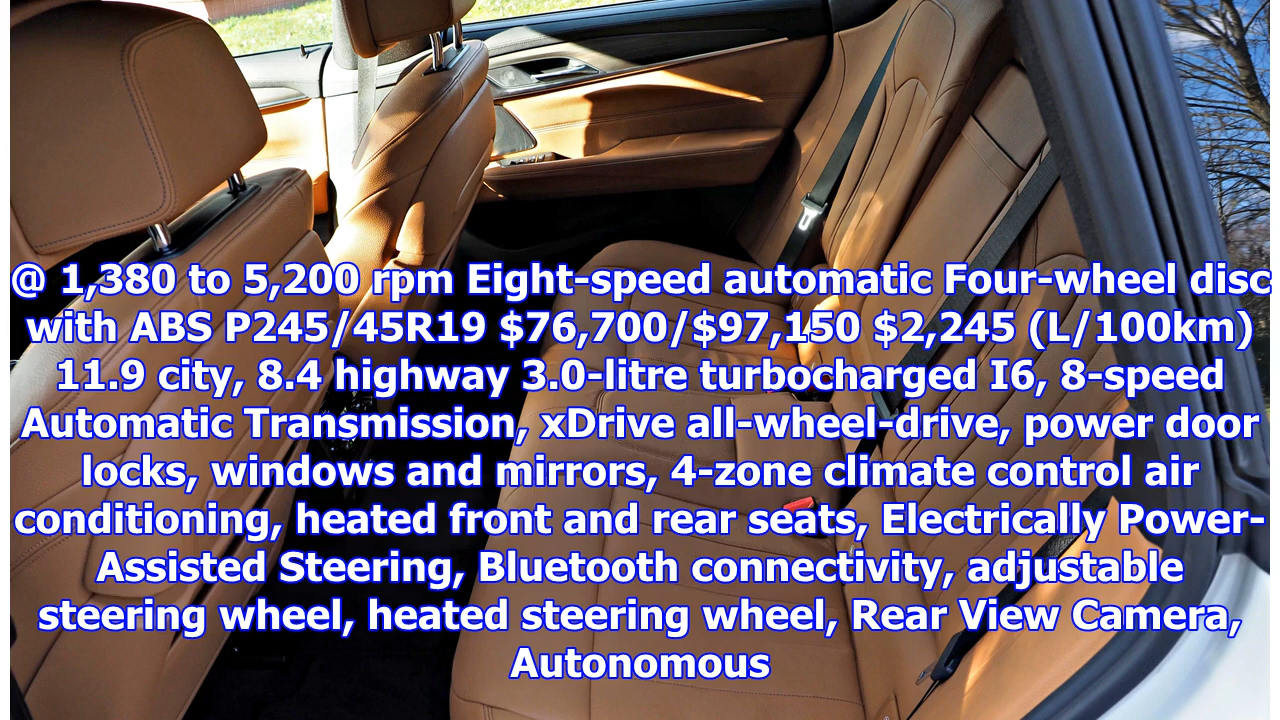 @ 1,380 to 5,200 rpm Eight-speed automatic Four-wheel disc
with ABS P245/45R19 $76,700/$97,150 $2,245 (L/100km)
11.9 city, 8.4 highway 3.0-litre turbocharged I6, 8-speed
Automatic Transmission, xDrive all-wheel-drive, power door
locks, windows and mirrors, 4-zone climate control air
conditioning, heated front and rear seats, Electrically Power-
Assisted Steering, Bluetooth connectivity, adjustable
steering wheel, heated steering wheel, Rear View Camera,
Autonomous